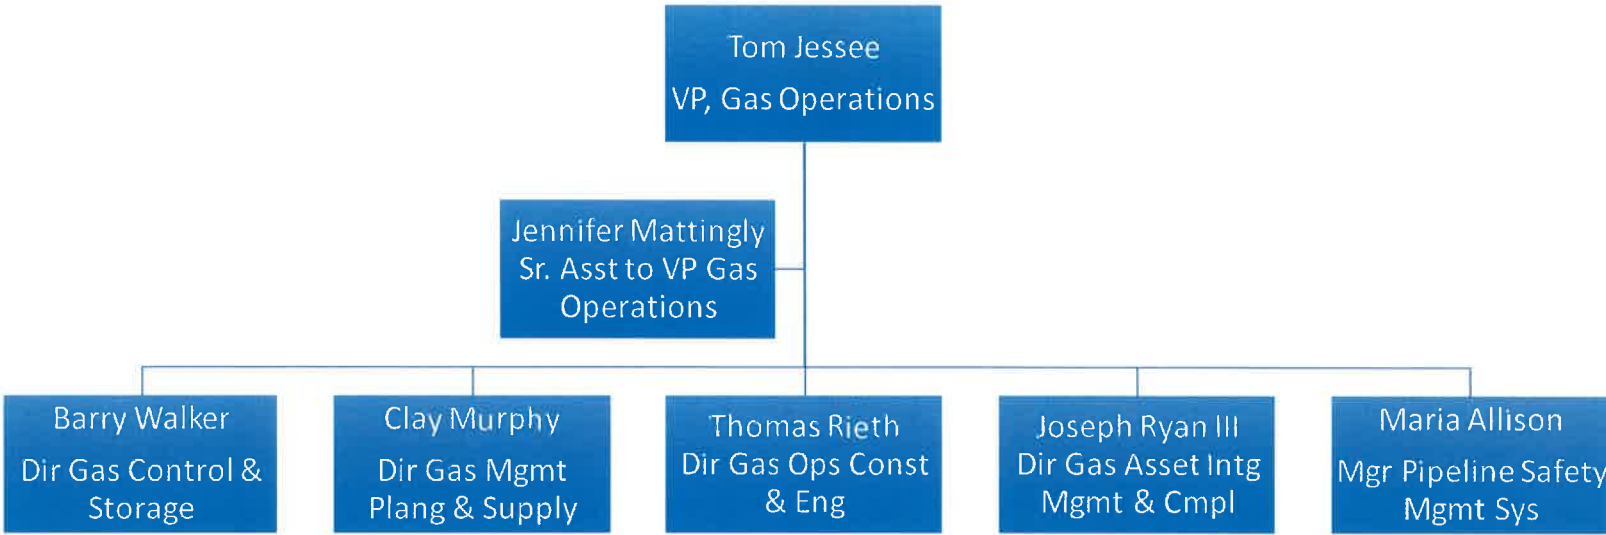 Tom Jessee
VP, Gas Operations
Jennifer Mattingly
Sr. Asst to VP Gas
Operations
Barry Walker
Dir Gas Control &
Storage
Clay Murphy
Dir Gas Mgmt
Plang & Supply
Thomas Rieth
Dir Gas Ops Const
& Eng
Joseph Ryan III
Dir Gas Asset Intg
Mgmt & Cmpl
Maria Allison
Mgr Pipeline Safety
Mgmt Sys